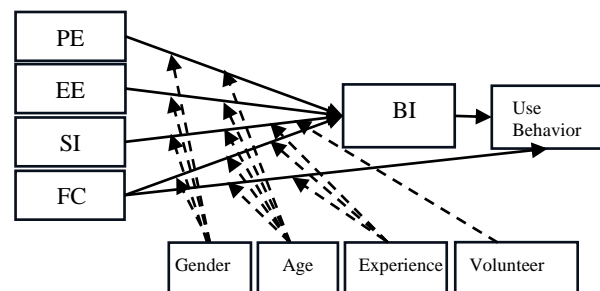 PE
EE
SI
FC
BI
Use
Behavior
Gender
Age
Experience
Volunteer